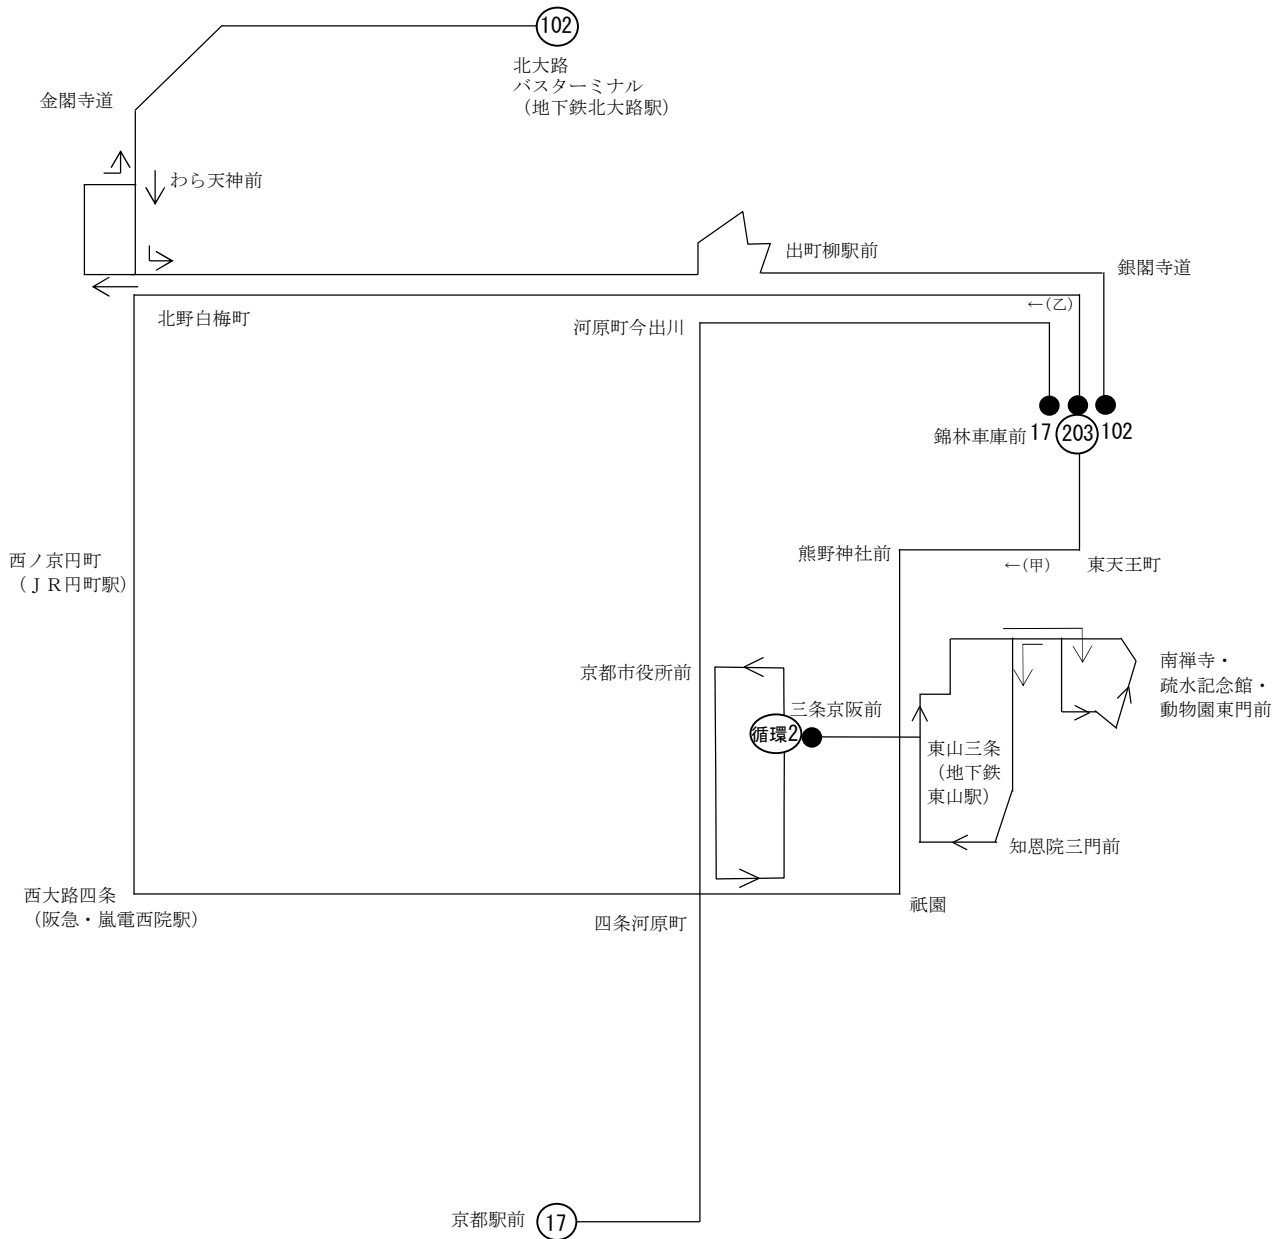 102
北大路
バスターミナル
（地下鉄北大路駅）
金閣寺道
わら天神前
出町柳駅前
銀閣寺道
←(乙)
北野白梅町
河原町今出川
錦林車庫前 17 203 102
熊野神社前
←(甲)
東天王町
西ノ京円町
（ＪＲ円町駅）
京都市役所前
南禅寺・
疏水記念館・
動物園東門前
三条京阪前
循環2
東山三条
（地下鉄
東山駅）
知恩院三門前
西大路四条
（阪急・嵐電西院駅）
祇園
四条河原町
京都駅前 17